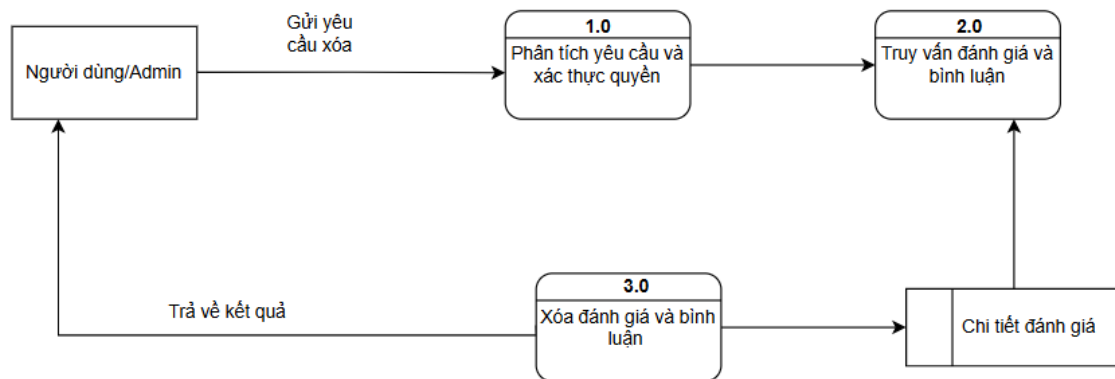 Gửi yêu
cầu xóa
Người dùng/Admin
1.0
Phân tích yêu cầu và
xác thực quyền
2.0
Truy vấn đánh giá và
bình luận
Trả về kết quả
3.0
Xóa đánh giá và bình
luận
Chi tiết đánh giá